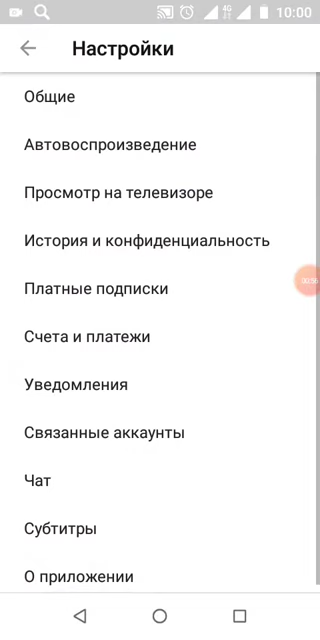 10:00
Настройки
Общие
Автовоспроизведение
Просмотр на телевизоре
История и конфиденциальность
Платные подписки
Счета и платежи
Уведомления
Связанные аккаунты
Чат
Субтитры
О приложении